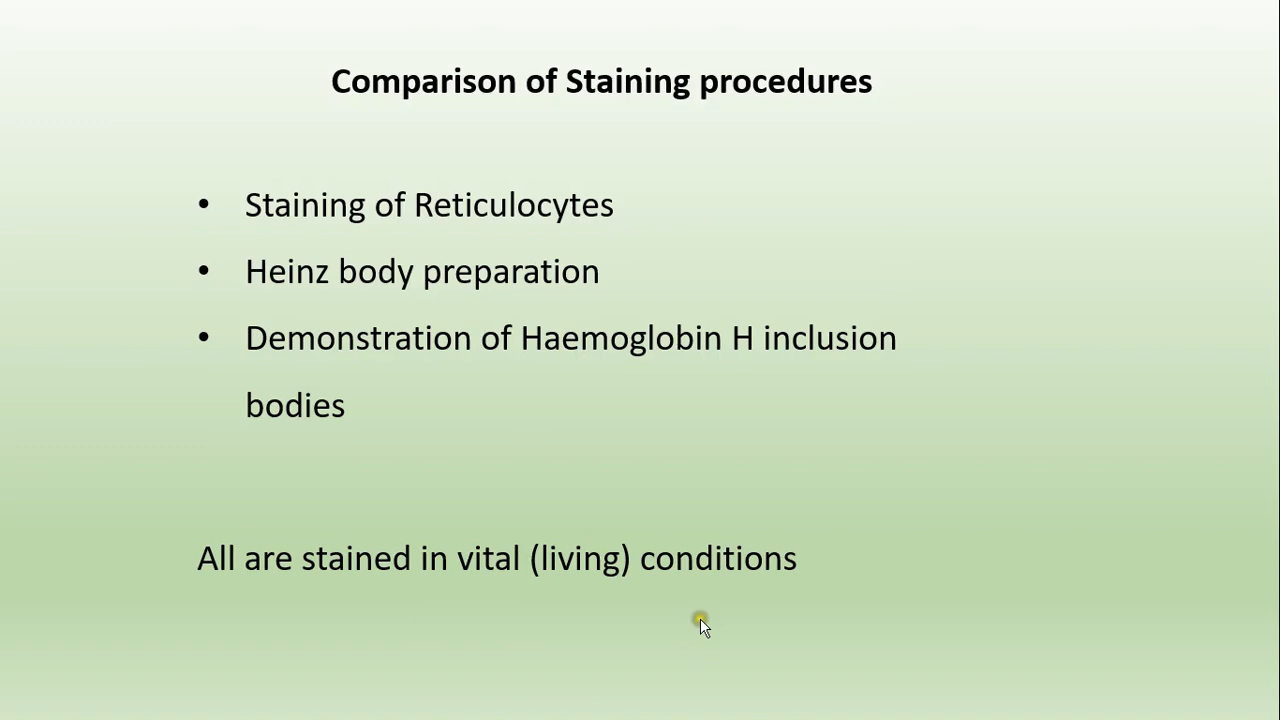 Comparison of Staining procedures
• Staining of Reticulocytes
• Heinz body preparation
• Demonstration of Haemoglobin H inclusion
bodies
All are stained in vital (living) conditions